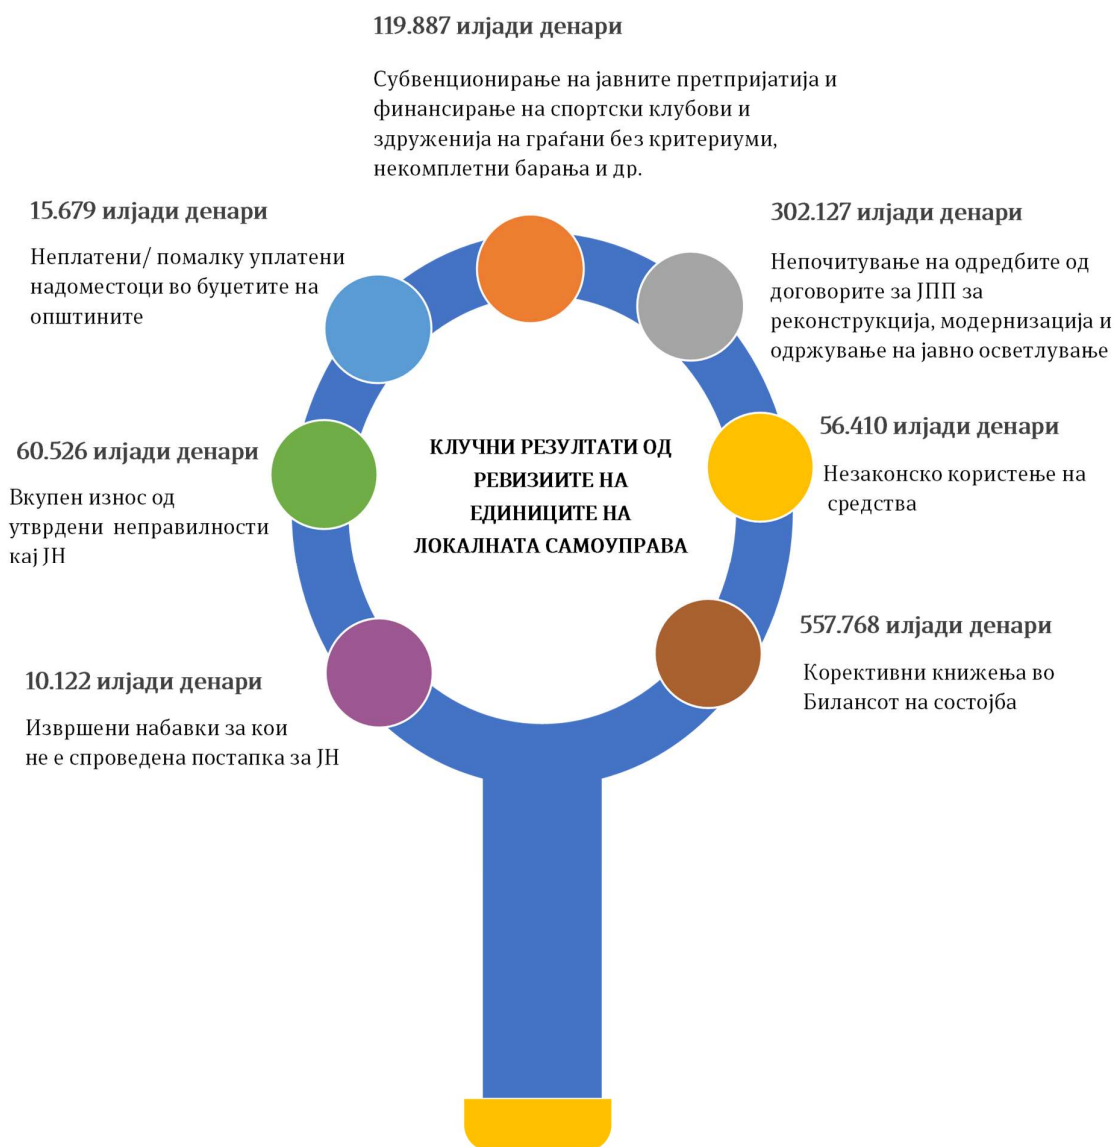 119.887 илјади денари
Субвенционирање на јавните претпријатија и
финансирање на спортски клубови и
здруженија на граѓани без критериуми,
некомплетни барања и др.
15.679 илјади денари
Неплатени/ помалку уплатени
надоместоци во буџетите на
општините
302.127 илјади денари
Непочитување на одредбите од
договорите за ЈПП за
реконструкција, модернизација и
одржување на јавно осветлување
60.526 илјади денари
Вкупен износ од
утврдени неправилности
кај ЈН
КЛУЧНИ РЕЗУЛТАТИ ОД
РЕВИЗИИТЕ НА
ЕДИНИЦИТЕ НА
ЛОКАЛНАТА САМОУПРАВА
56.410 илјади денари
Незаконско користење на
средства
10.122 илјади денари
Извршени набавки за кои
не е спроведена постапка за ЈН
557.768 илјади денари
Корективни книжења во
Билансот на состојба